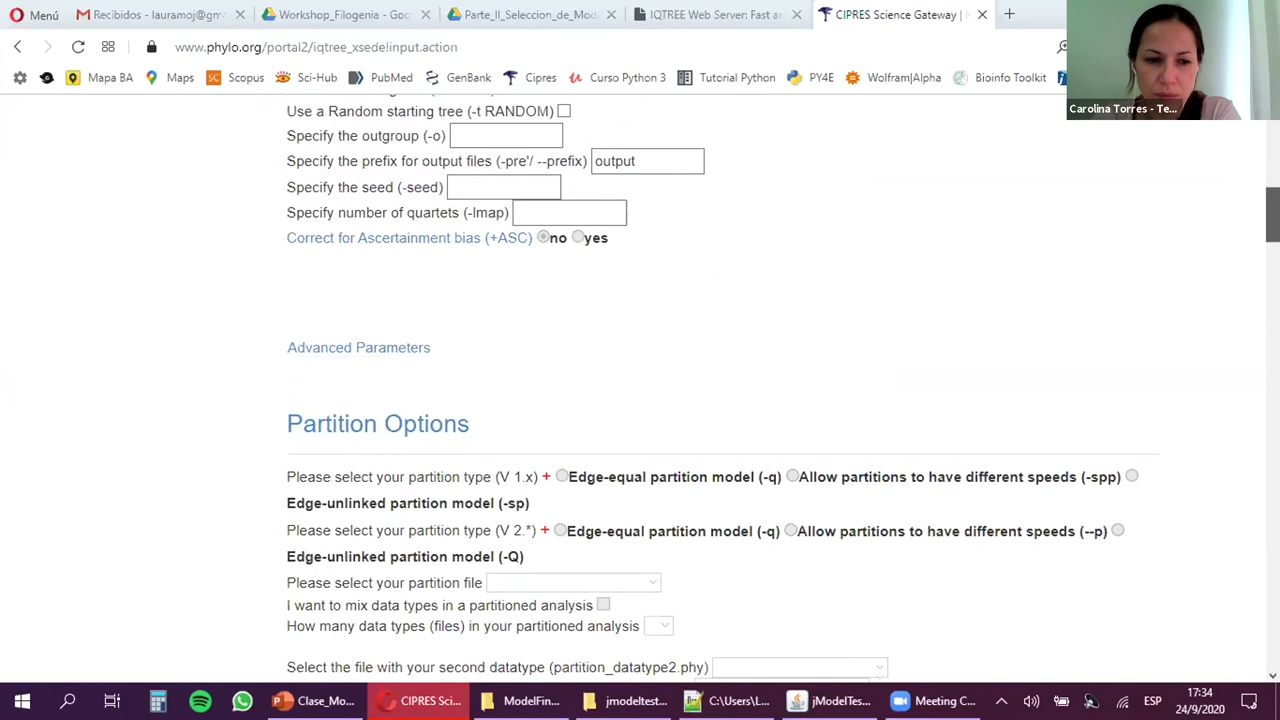 Menú
Recibidos - lauramoj@gm
Workshop_Filogenia - Goo
Parte_II_Seleccion_de_Mod
IQTREE Web Server: Fast a
CIPRES Science Gateway |
www.phylo.org/portal2/iqtree_xsedelinput.action
Mapa BA
Maps
Scopus
Sci-Hub
PubMed
GenBank
Cipres
Curso Python 3
Tutorial Python
PY4E
Wolfram|Alpha
Bioinfo Toolkit
Carolina Torres - Te...
Use a Random starting tree (-t RANDOM)
Specify the outgroup (-o)
Specify the prefix for output files (-pre'/ --prefix) output
Specify the seed (-seed)
Specify number of quartets (-lmap)
Correct for Ascertainment bias (+ASC) no yes
Advanced Parameters
Partition Options
Please select your partition type (V 1.x) + Edge-equal partition model (-q) Allow partitions to have different speeds (-spp)
Edge-unlinked partition model (-sp)
Please select your partition type (V 2.*) + Edge-equal partition model (-q) Allow partitions to have different speeds (--p)
Edge-unlinked partition model (-Q)
Please select your partition file
I want to mix data types in a partitioned analysis
How many data types (files) in your partitioned analysis
Select the file with your second datatype (partition_datatype2.phy)
Clase_Mo...
CIPRES Sci...
ModelFin...
jmodeltest...
C:\Users\L...
jModelTes...
Meeting C...
ESP
17:34
24/9/2020